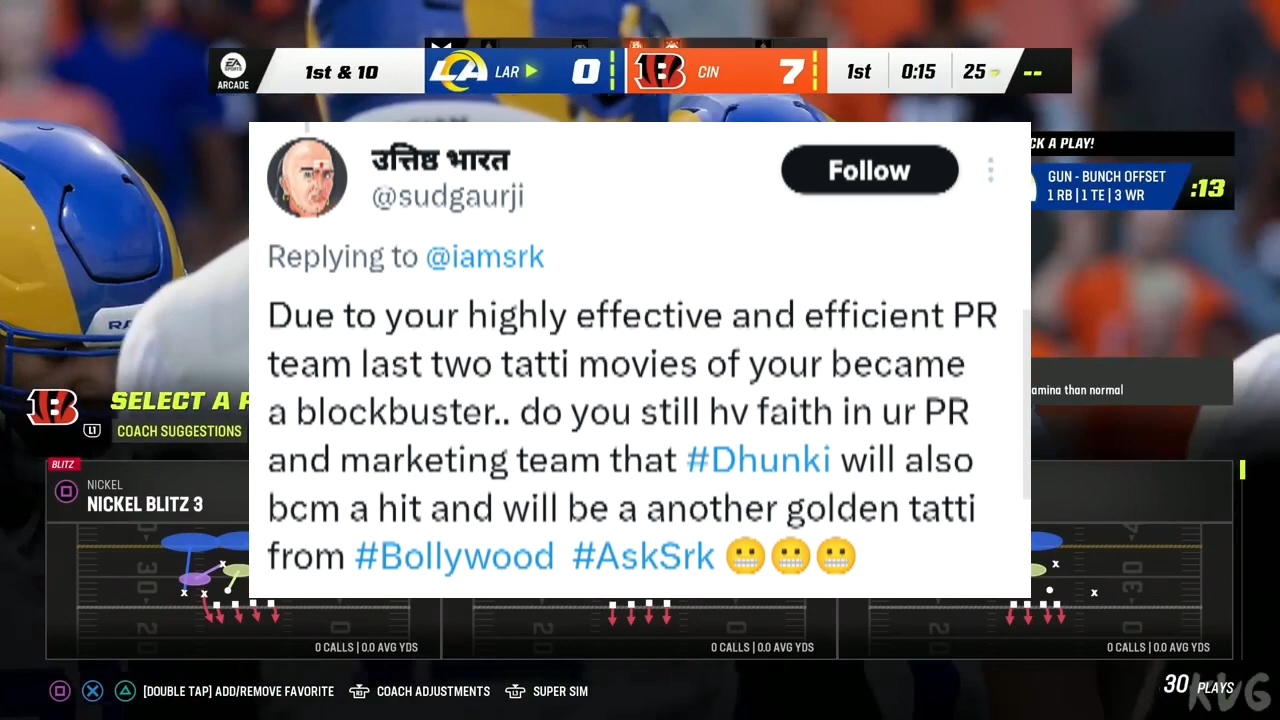 EA SPORTS
ARCADE
1st & 10
LAR
0
CIN
7
1st
0:15
25
--
CK A PLAY!
GUN - BUNCH OFFSET
1 RB | 1 TE | 3 WR
:13
उत्तिष्ठ भारत
@sudgaurji
Follow
Replying to @iamsrk
Due to your highly effective and efficient PR
team last two tatti movies of your became
a blockbuster.. do you still hv faith in ur PR
and marketing team that #Dhunki will also
bcm a hit and will be a another golden tatti
from #Bollywood #AskSrk 😬😬😬
amina than normal
SELECT A P
COACH SUGGESTIONS
BLITZ
NICKEL
NICKEL BLITZ 3
0 CALLS | 0.0 AVG YDS
0 CALLS | 0.0 AVG YDS
0 CALLS | 0.0 AVG YDS
[DOUBLE TAP] ADD/REMOVE FAVORITE
COACH ADJUSTMENTS
SUPER SIM
30 PLAYS
KVG